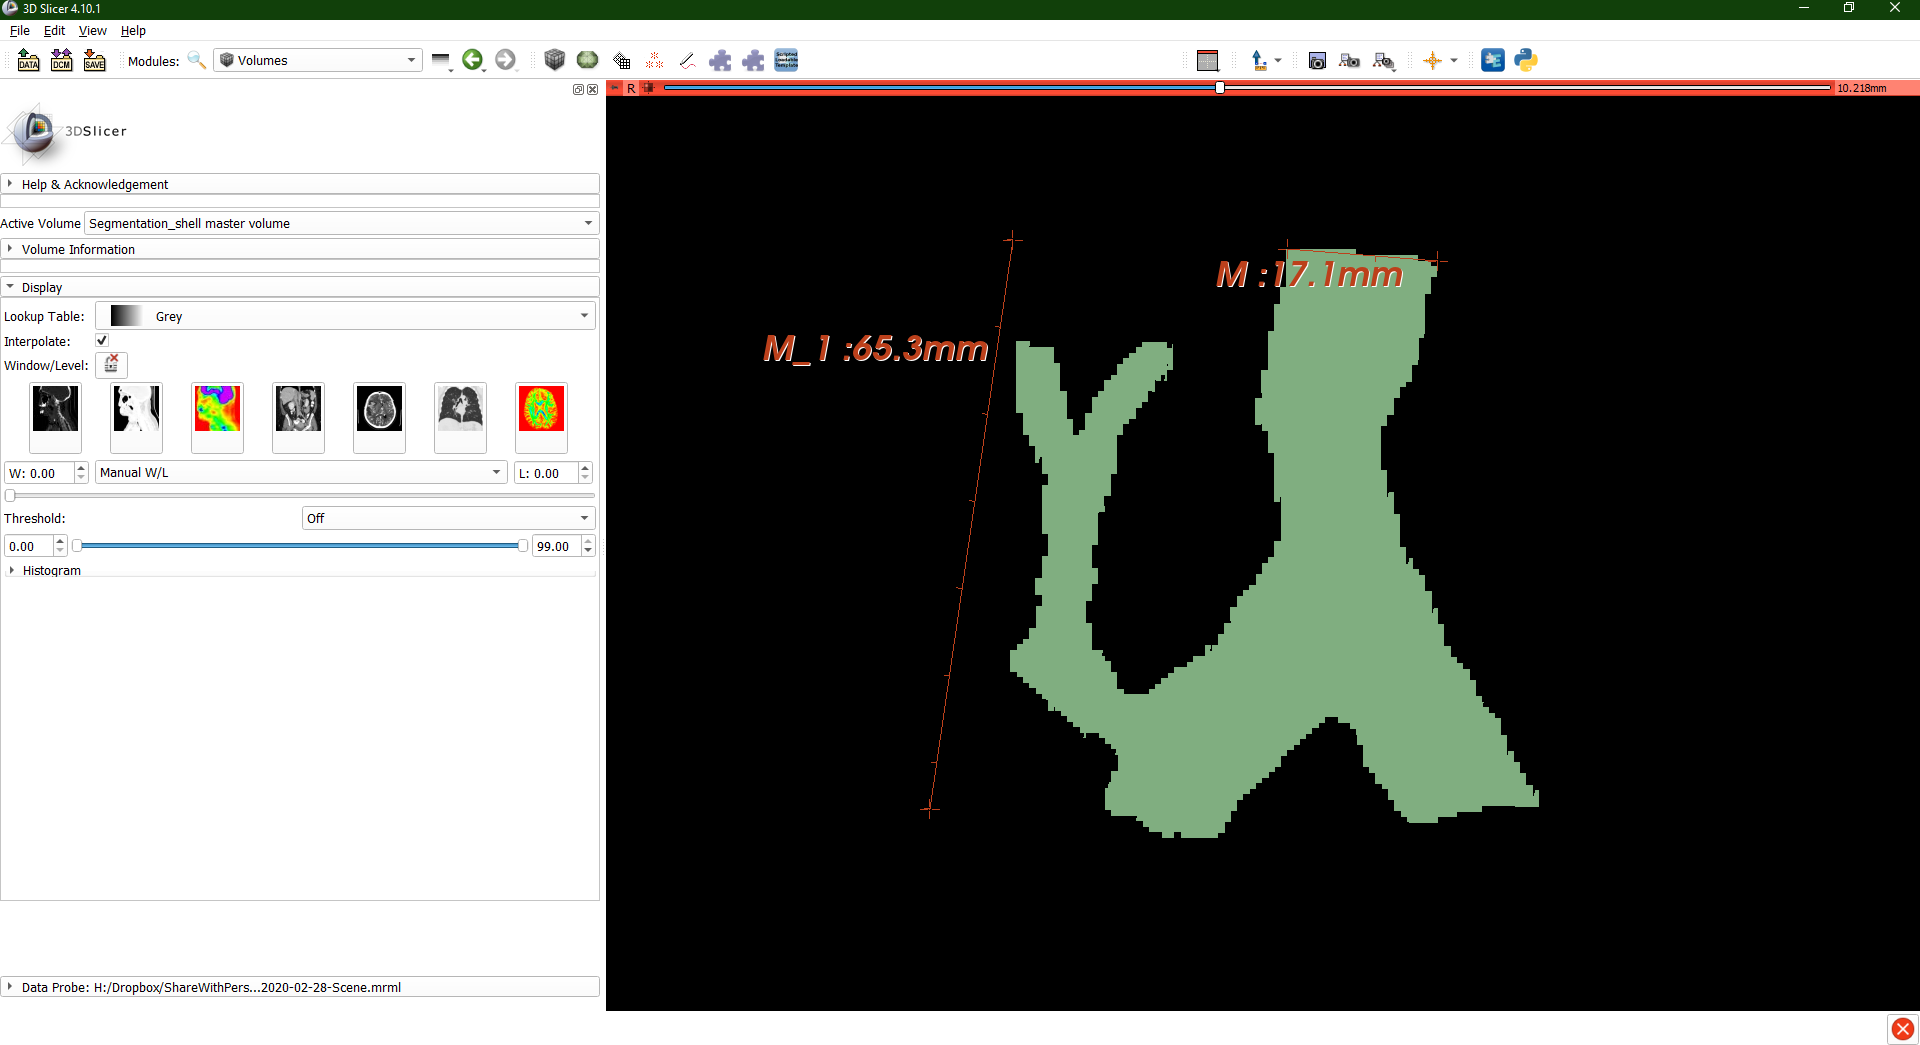 3D Slicer 4.10.1
File Edit View Help
DATA DCM SAVE Modules: Volumes Scripted Loadable Template
R 10.218mm
3DSlicer
Help & Acknowledgement
Active Volume Segmentation_shell master volume
Volume Information
Display
Lookup Table: Grey
Interpolate:
Window/Level:
W: 0.00 Manual W/L L: 0.00
Threshold: Off
0.00 99.00
Histogram
Data Probe: H:/Dropbox/ShareWithPers...2020-02-28-Scene.mrml
M :17.1mm
M_1 :65.3mm